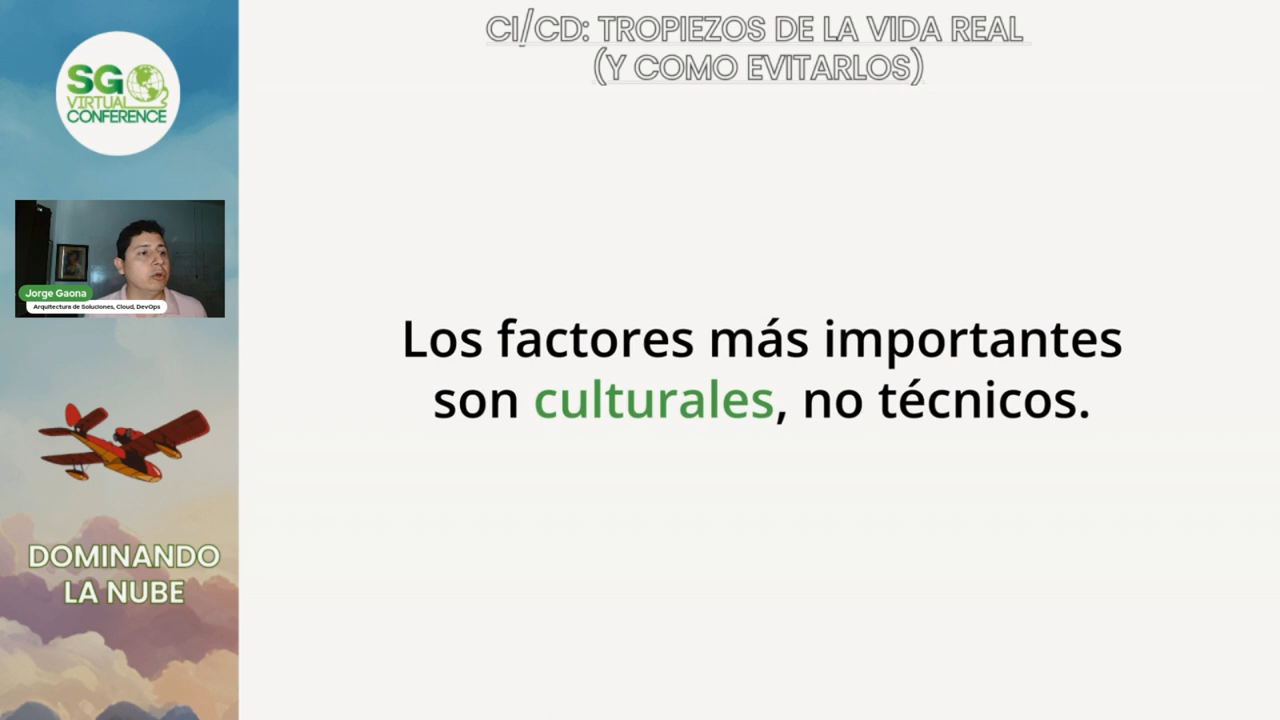 CI/CD: TROPIEZOS DE LA VIDA REAL
(Y COMO EVITARLOS)
SG
VIRTUAL
CONFERENCE
Jorge Gaona
Arquitectura de Soluciones, Cloud, DevOps
Los factores más importantes
son culturales, no técnicos.
DOMINANDO
LA NUBE